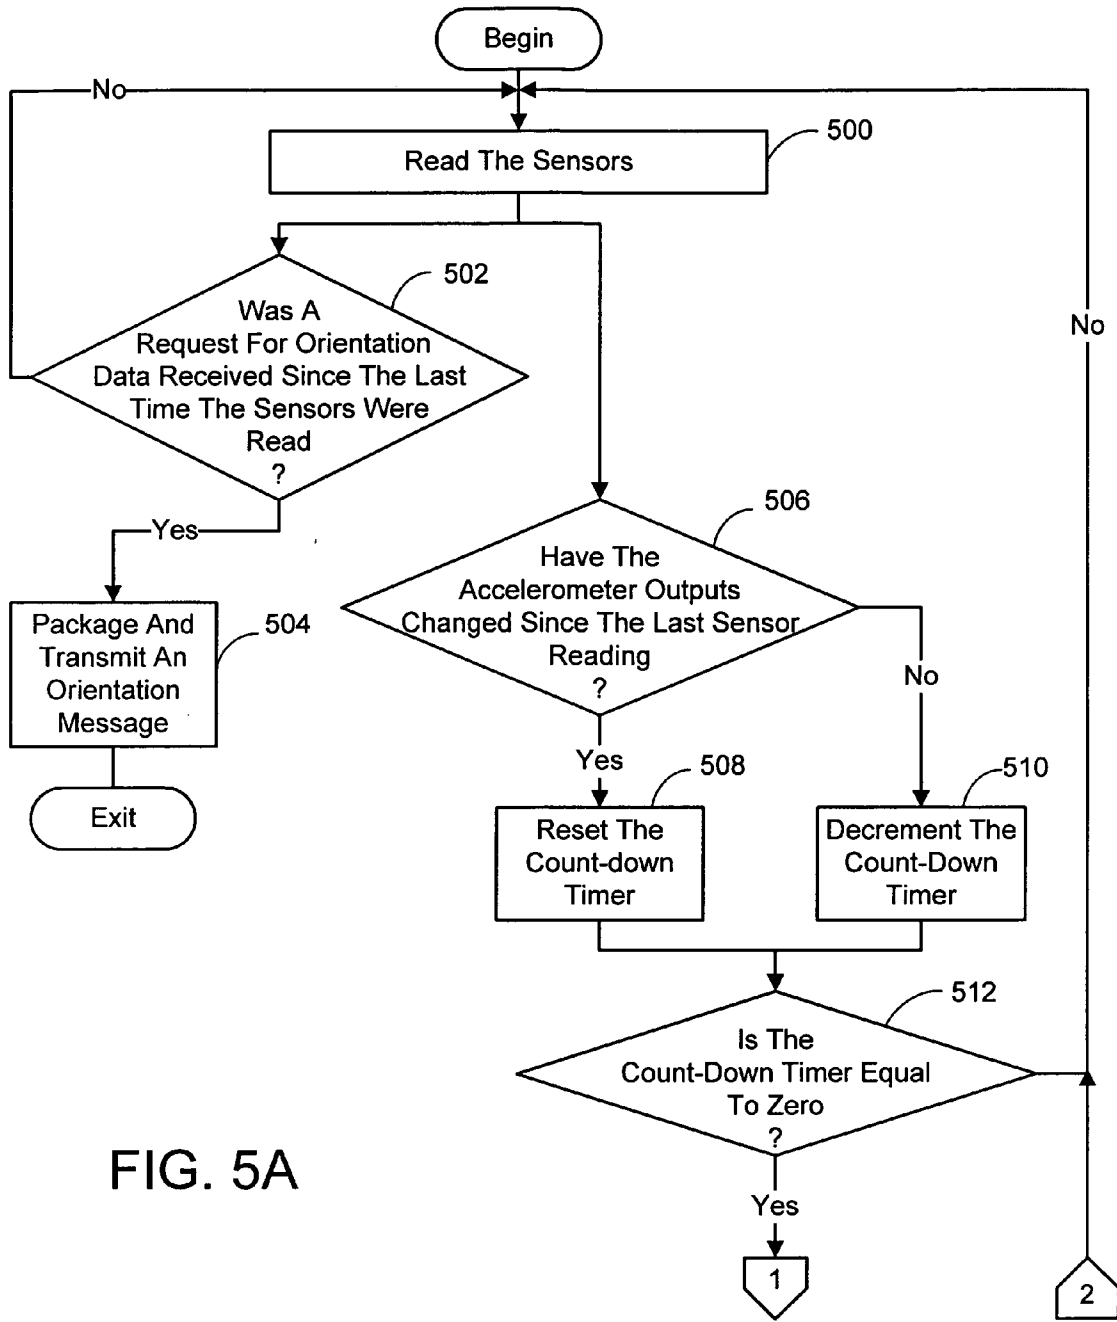 Begin
No
500
Read The Sensors
502
Was A
Request For Orientation
Data Received Since The Last
Time The Sensors Were
Read
?
No
Yes
506
Have The
Accelerometer Outputs
Changed Since The Last Sensor
Reading
?
Package And
Transmit An
Orientation
Message
504
No
Yes
Exit
508
510
Reset The
Count-down
Timer
Decrement The
Count-Down
Timer
512
Is The
Count-Down Timer Equal
To Zero
?
FIG. 5A
Yes
1
2